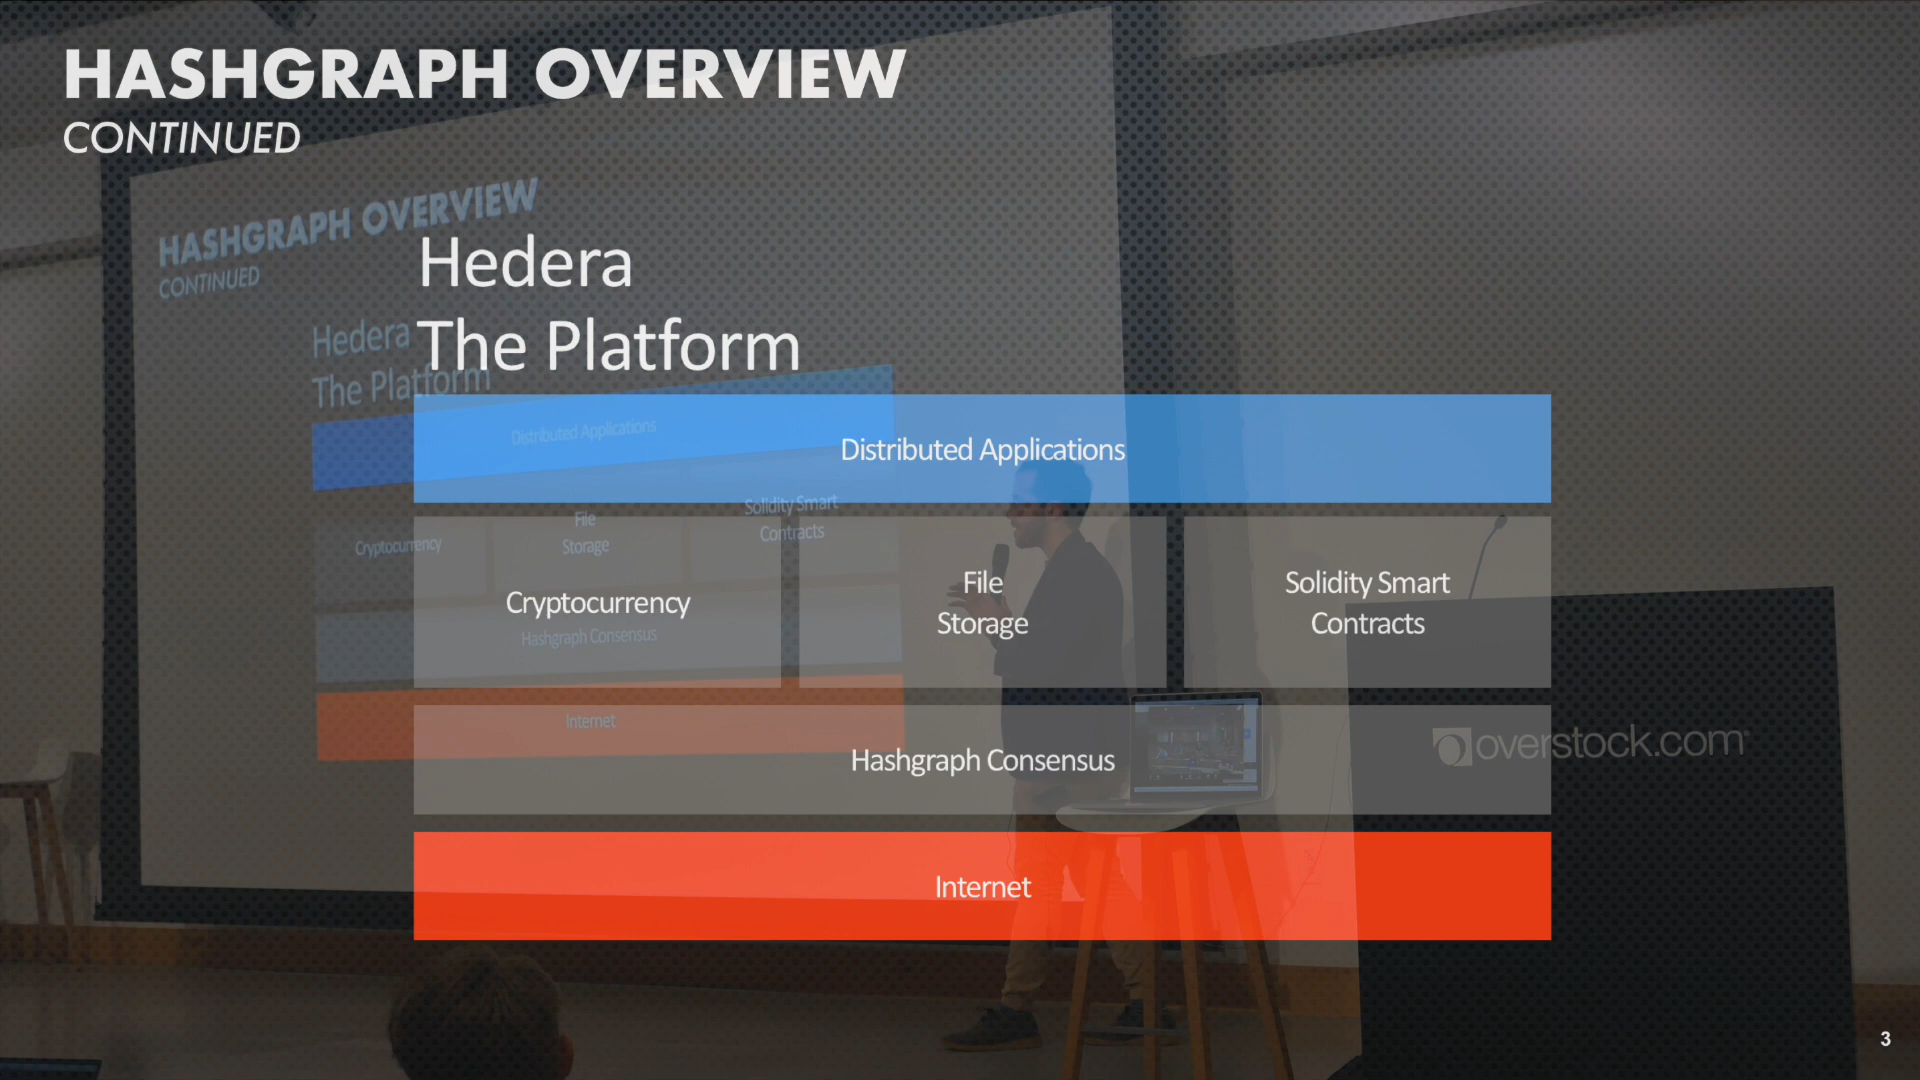 HASHGRAPH OVERVIEW
CONTINUED
Hedera
The Platform
Distributed Applications
Cryptocurrency
File
Storage
Solidity Smart
Contracts
Hashgraph Consensus
Internet
3
HASHGRAPH OVERVIEW
CONTINUED
Hedera
The Platform
Distributed Applications
Cryptocurrency
File
Storage
Solidity Smart
Contracts
Hashgraph Consensus
Internet
overstock.com